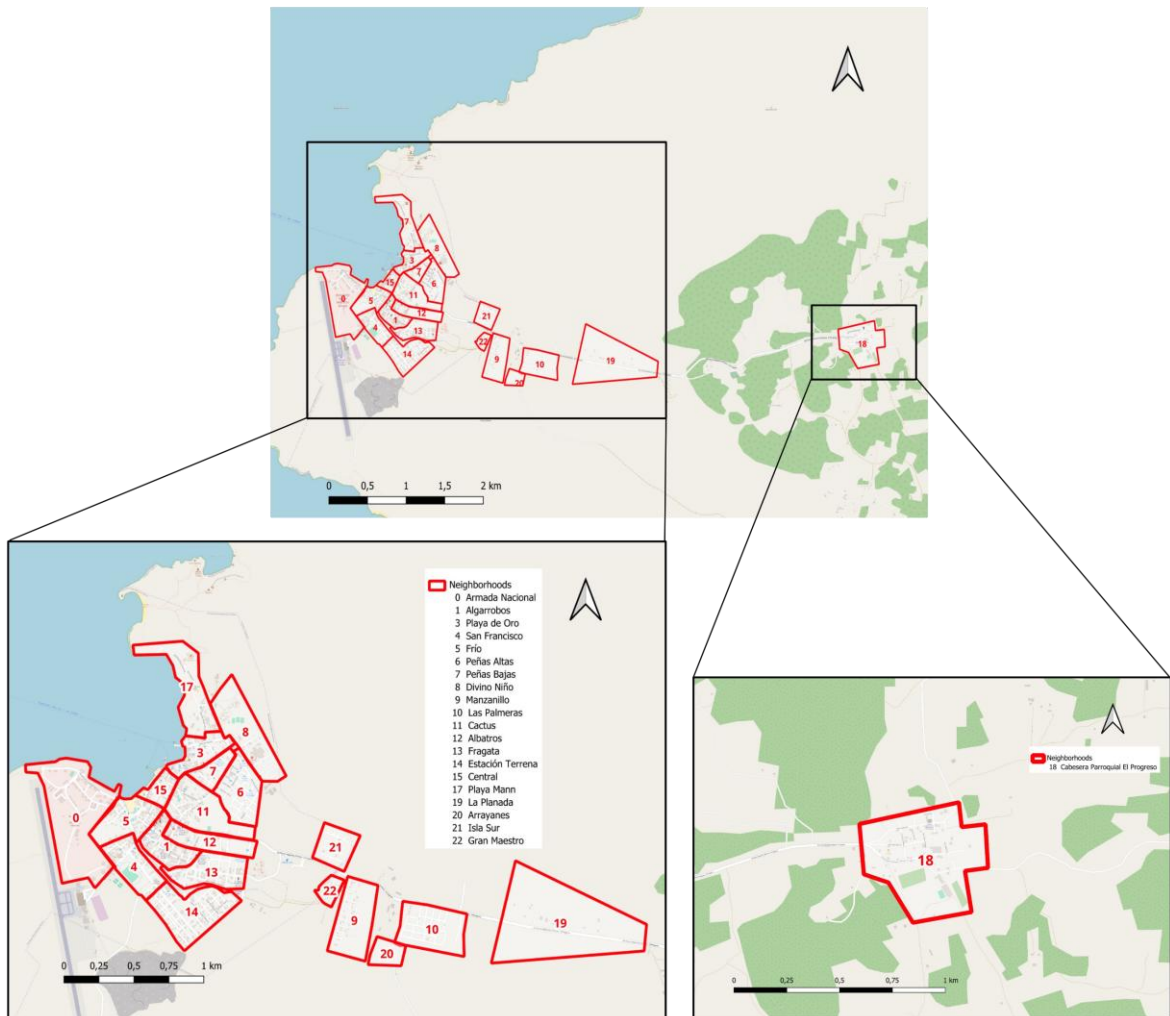 17
8
3
7
6
15
0
5
11
12
1
4
13
14
21
22
9
10
20
19
18
0 0,5 1 1,5 2 km
Neighborhoods
0 Armada Nacional
1 Algarrobos
3 Playa de Oro
4 San Francisco
5 Frío
6 Peñas Altas
7 Peñas Bajas
8 Divino Niño
9 Manzanillo
10 Las Palmeras
11 Cactus
12 Albatros
13 Fragata
14 Estación Terrena
15 Central
17 Playa Mann
19 La Planada
20 Arrayanes
21 Isla Sur
22 Gran Maestro
17
8
3
7
6
15
11
0
5
12
1
4
13
14
21
22
9
10
20
19
0 0,25 0,5 0,75 1 km
Neighborhoods
18 Cabesera Parroquial El Progreso
18
0 0,25 0,5 0,75 1 km